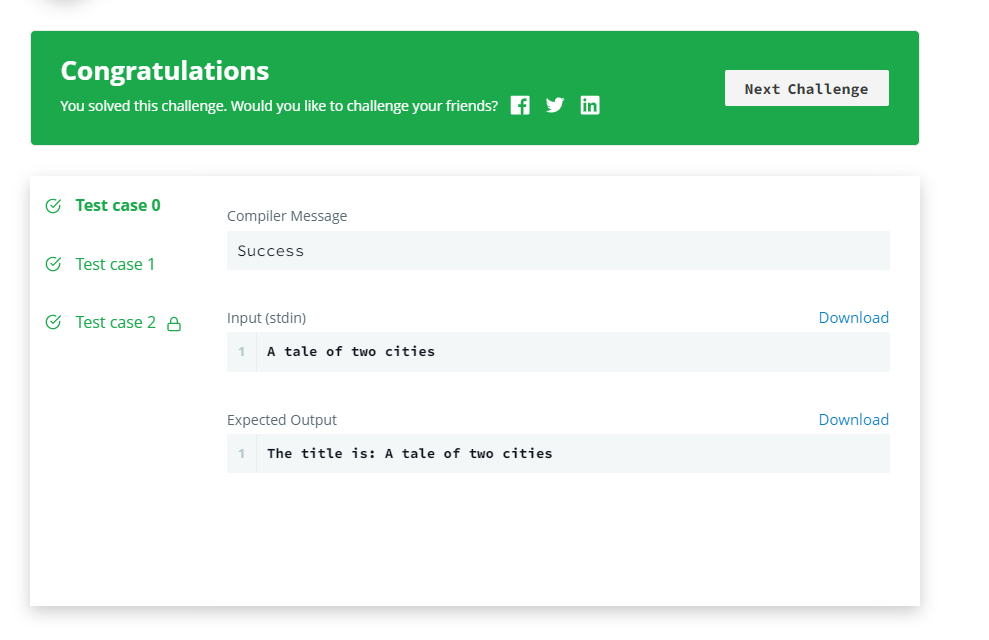 Congratulations
You solved this challenge. Would you like to challenge your friends?
Next Challenge
Test case 0
Test case 1
Test case 2
Compiler Message
Success
Input (stdin)
Download
1 A tale of two cities
Expected Output
Download
1 The title is: A tale of two cities